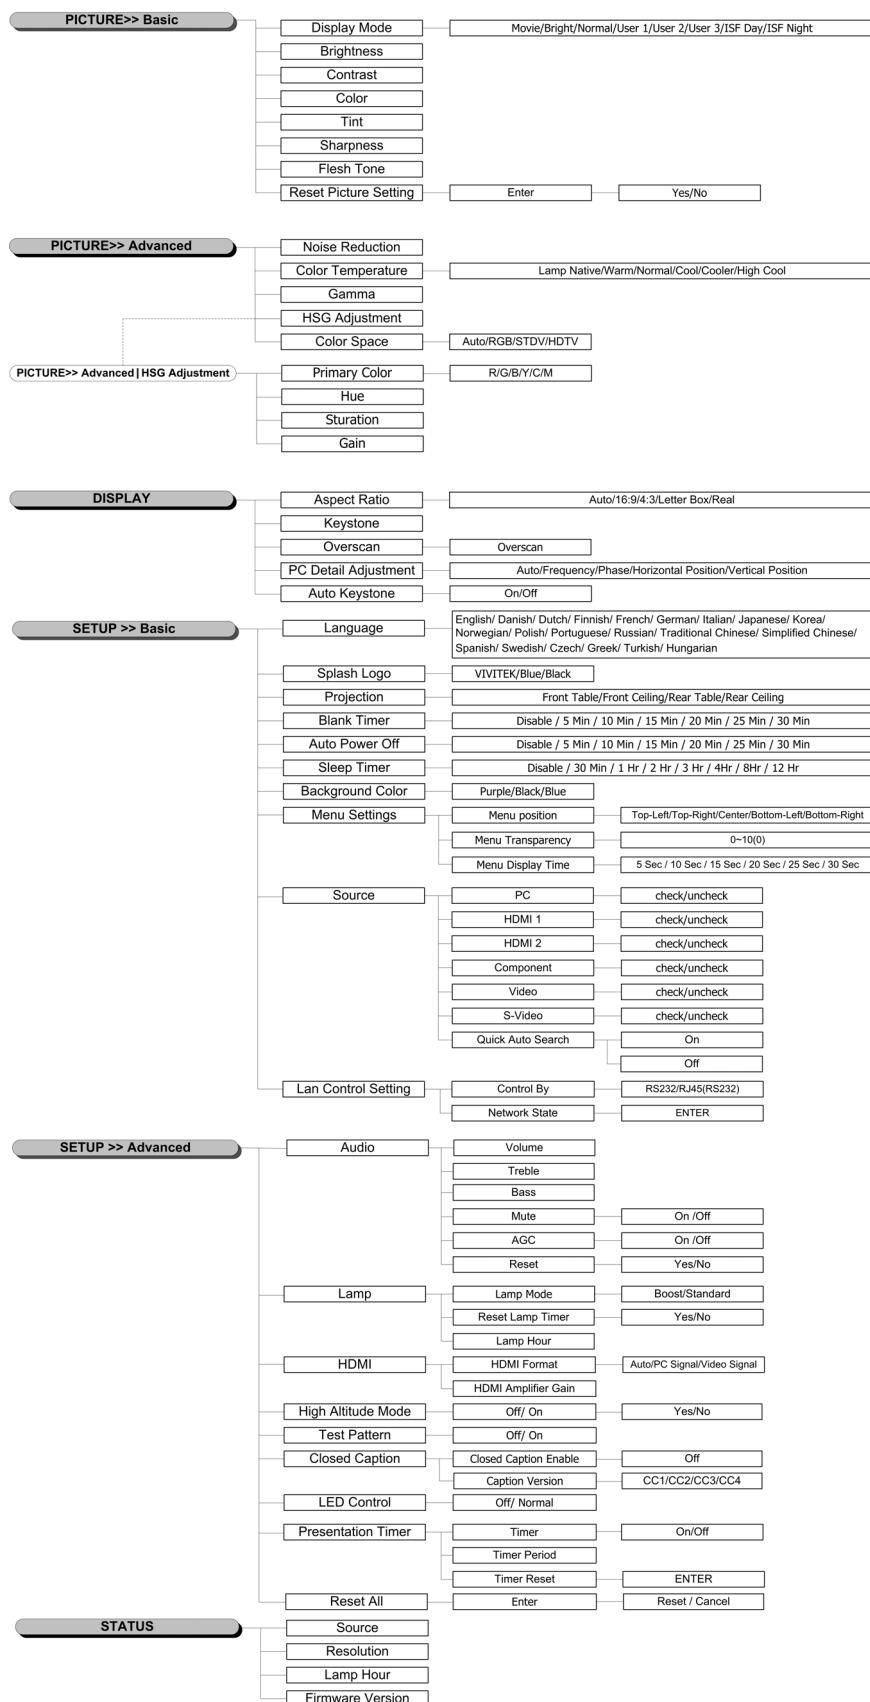 PICTURE>> Basic
Display Mode
Movie/Bright/Normal/User 1/User 2/User 3/ISF Day/ISF Night
Brightness
Contrast
Color
Tint
Sharpness
Flesh Tone
Reset Picture Setting
Enter
Yes/No
PICTURE>> Advanced
Noise Reduction
Color Temperature
Lamp Native/Warm/Normal/Cool/Cooler/High Cool
Gamma
HSG Adjustment
Color Space
Auto/RGB/STDV/HDTV
PICTURE>> Advanced | HSG Adjustment
Primary Color
R/G/B/Y/C/M
Hue
Sturation
Gain
DISPLAY
Aspect Ratio
Auto/16:9/4:3/Letter Box/Real
Keystone
Overscan
Overscan
PC Detail Adjustment
Auto/Frequency/Phase/Horizontal Position/Vertical Position
Auto Keystone
On/Off
SETUP >> Basic
Language
English/ Danish/ Dutch/ Finnish/ French/ German/ Italian/ Japanese/ Korea/
Norwegian/ Polish/ Portuguese/ Russian/ Traditional Chinese/ Simplified Chinese/
Spanish/ Swedish/ Czech/ Greek/ Turkish/ Hungarian
Splash Logo
VIVITEK/Blue/Black
Projection
Front Table/Front Ceiling/Rear Table/Rear Ceiling
Blank Timer
Disable / 5 Min / 10 Min / 15 Min / 20 Min / 25 Min / 30 Min
Auto Power Off
Disable / 5 Min / 10 Min / 15 Min / 20 Min / 25 Min / 30 Min
Sleep Timer
Disable / 30 Min / 1 Hr / 2 Hr / 3 Hr / 4Hr / 8Hr / 12 Hr
Background Color
Purple/Black/Blue
Menu Settings
Menu position
Top-Left/Top-Right/Center/Bottom-Left/Bottom-Right
Menu Transparency
0~10(0)
Menu Display Time
5 Sec / 10 Sec / 15 Sec / 20 Sec / 25 Sec / 30 Sec
Source
PC
check/uncheck
HDMI 1
check/uncheck
HDMI 2
check/uncheck
Component
check/uncheck
Video
check/uncheck
S-Video
check/uncheck
Quick Auto Search
On
Off
Lan Control Setting
Control By
RS232/RJ45(RS232)
Network State
ENTER
SETUP >> Advanced
Audio
Volume
Treble
Bass
Mute
On /Off
AGC
On /Off
Reset
Yes/No
Lamp
Lamp Mode
Boost/Standard
Reset Lamp Timer
Yes/No
Lamp Hour
HDMI
HDMI Format
Auto/PC Signal/Video Signal
HDMI Amplifier Gain
High Altitude Mode
Off/ On
Yes/No
Test Pattern
Off/ On
Closed Caption
Closed Caption Enable
Off
Caption Version
CC1/CC2/CC3/CC4
LED Control
Off/ Normal
Presentation Timer
Timer
On/Off
Timer Period
Timer Reset
ENTER
Reset All
Enter
Reset / Cancel
STATUS
Source
Resolution
Lamp Hour
Firmware Version